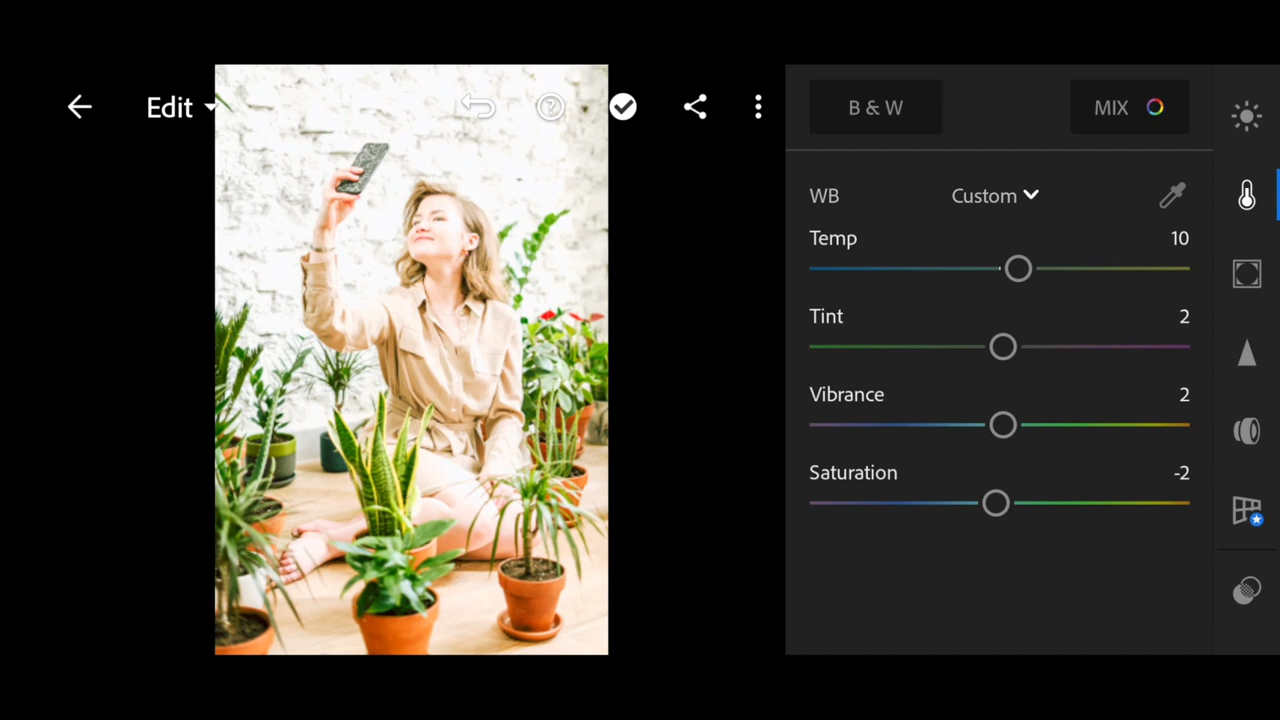 Edit
B & W
MIX
WB Custom
Temp 10
Tint 2
Vibrance 2
Saturation -2